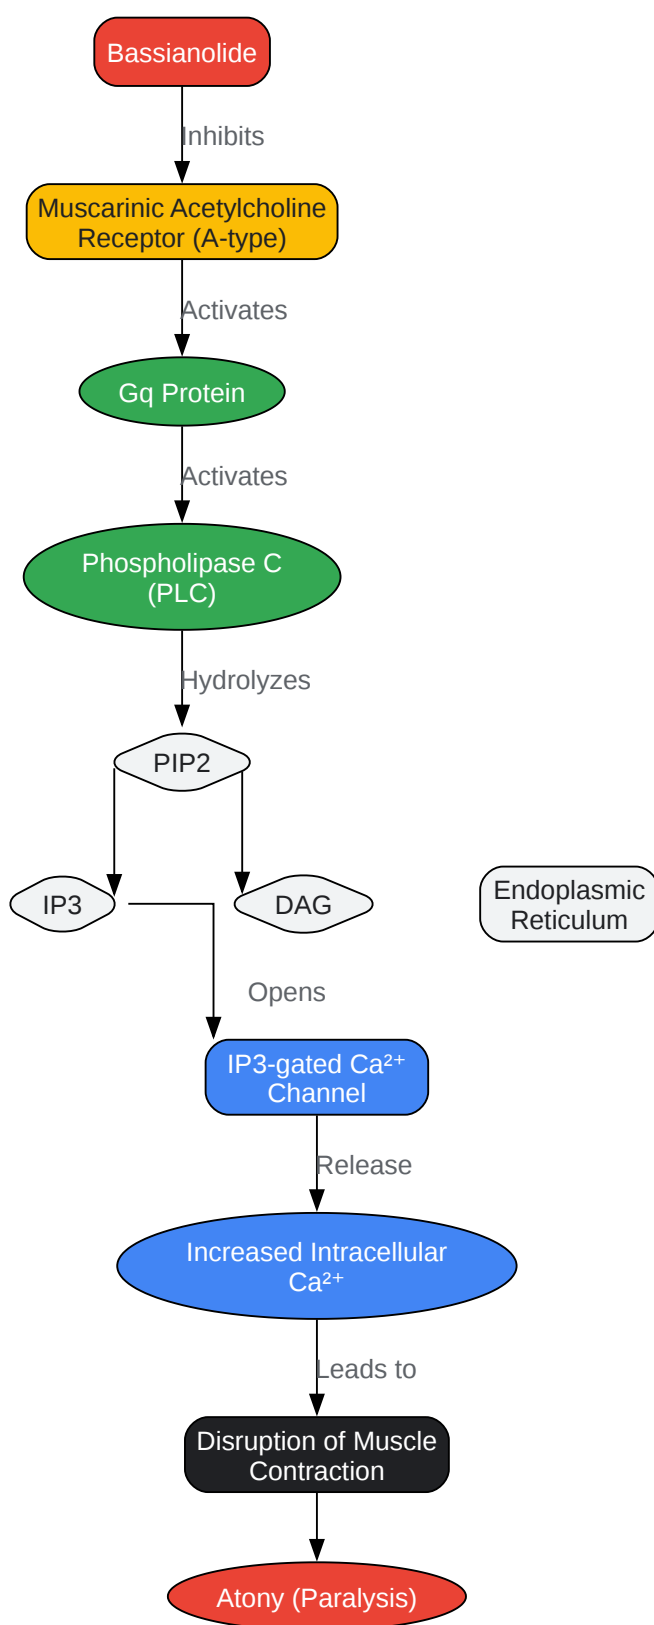 Bassianolide
Inhibits
Muscarinic Acetylcholine
Receptor (A-type)
Activates
Gq Protein
Activates
Phospholipase C
(PLC)
Hydrolyzes
PIP2
IP3
DAG
Endoplasmic
Reticulum
Opens
IP3-gated Ca²⁺
Channel
Release
Increased Intracellular
Ca²⁺
Leads to
Disruption of Muscle
Contraction
Atony (Paralysis)